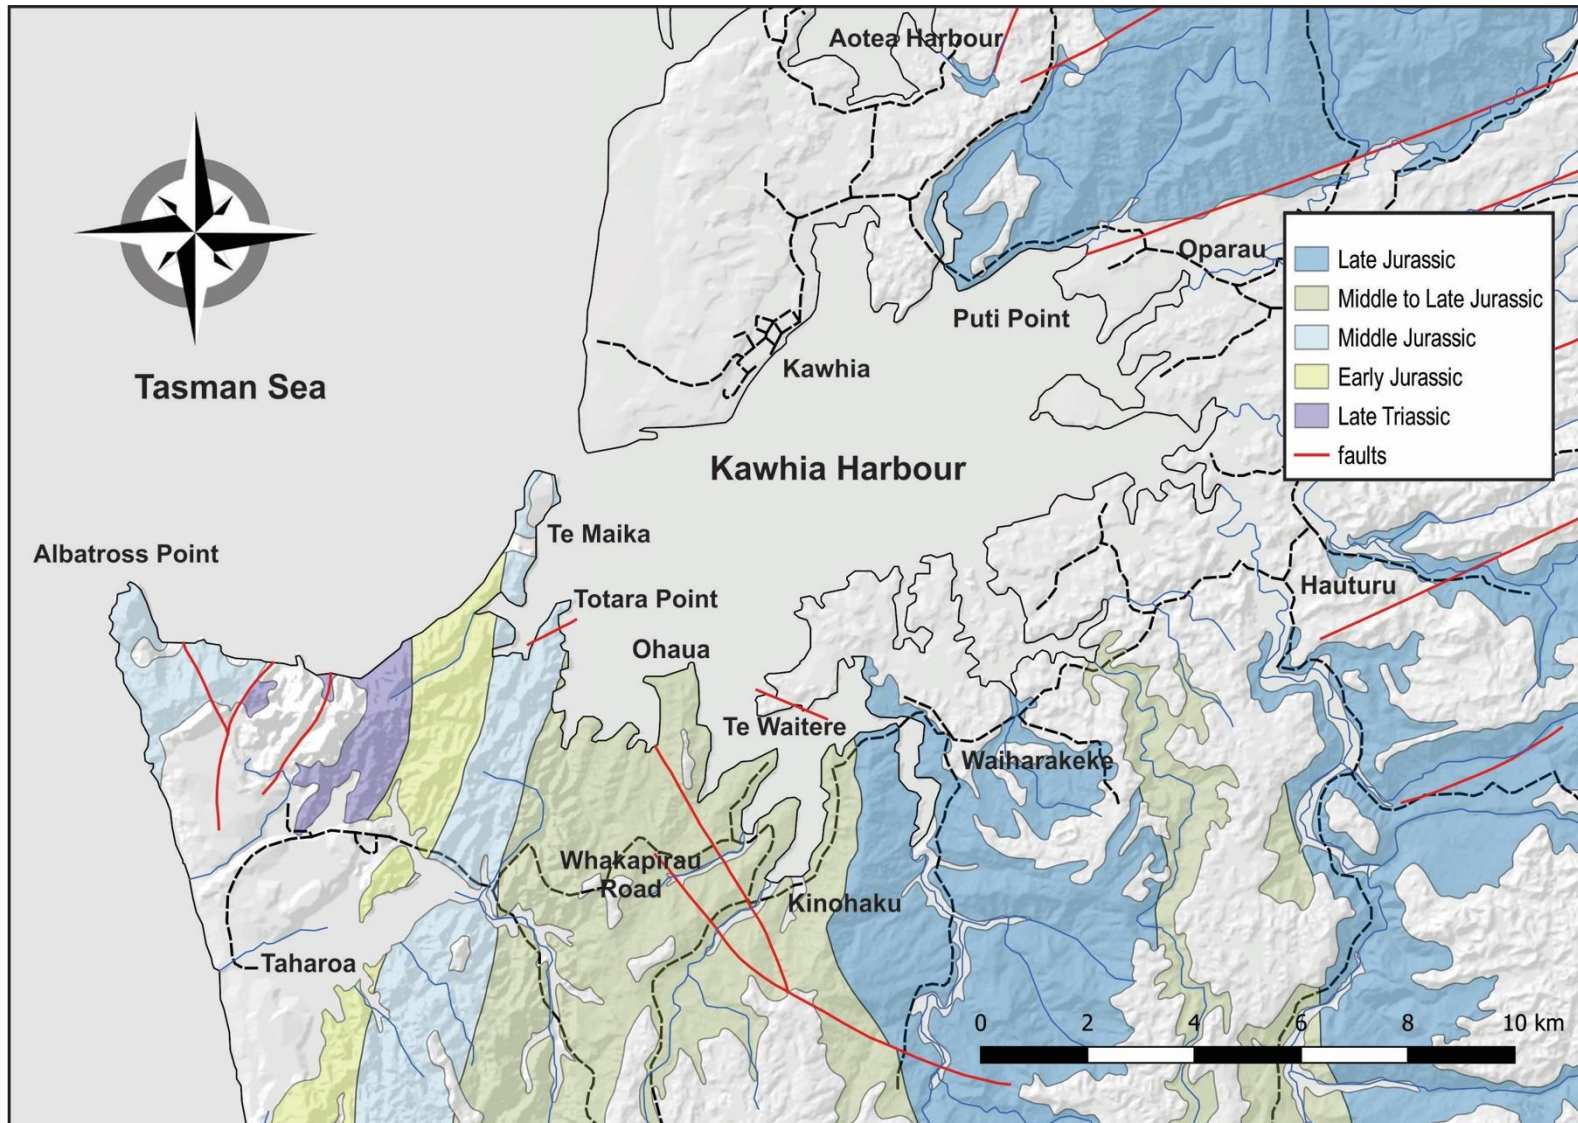 Aotea Harbour
Oparau
Puti Point
Kawhia
Tasman Sea
Kawhia Harbour
Late Jurassic
Middle to Late Jurassic
Middle Jurassic
Early Jurassic
Late Triassic
faults
Te Maika
Albatross Point
Totara Point
Hauturu
Ohaua
Te Waitere
Waiharakeke
Whakapirau
Road
Kinohaku
Taharoa
0 2 4 6 8 10 km